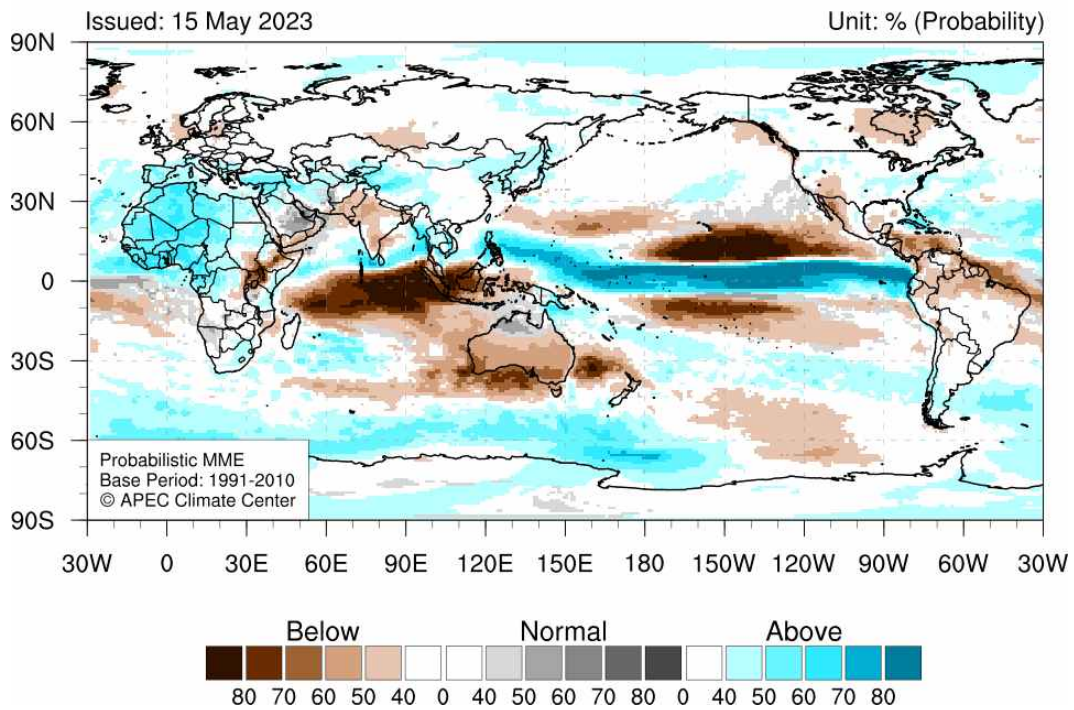 Issued: 15 May 2023 Unit: % (Probability)
90N
60N
30N
0
30S
60S
90S
Probabilistic MME
Base Period: 1991-2010
© APEC Climate Center
30W 0 30E 60E 90E 120E 150E 180 150W 120W 90W 60W 30W
Below Normal Above
80 70 60 50 40 0 40 50 60 70 80 0 40 50 60 70 80